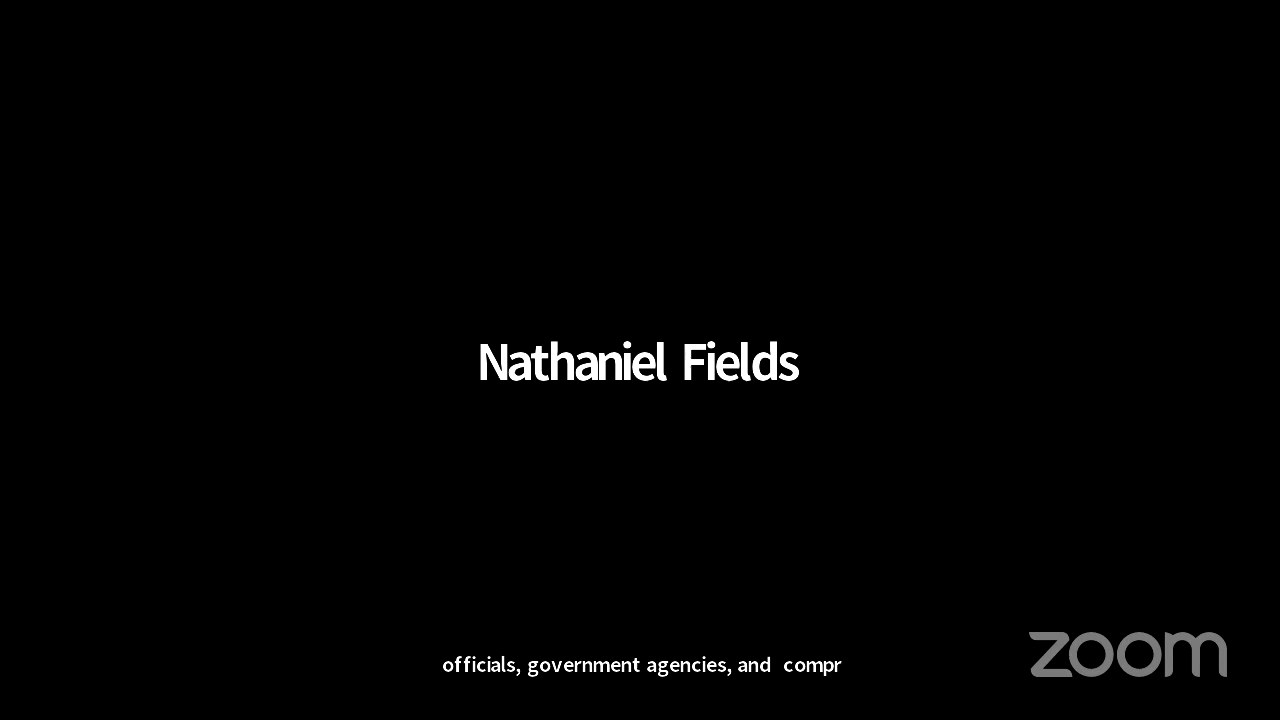 Nathaniel Fields
officials, government agencies, and compr
zoom